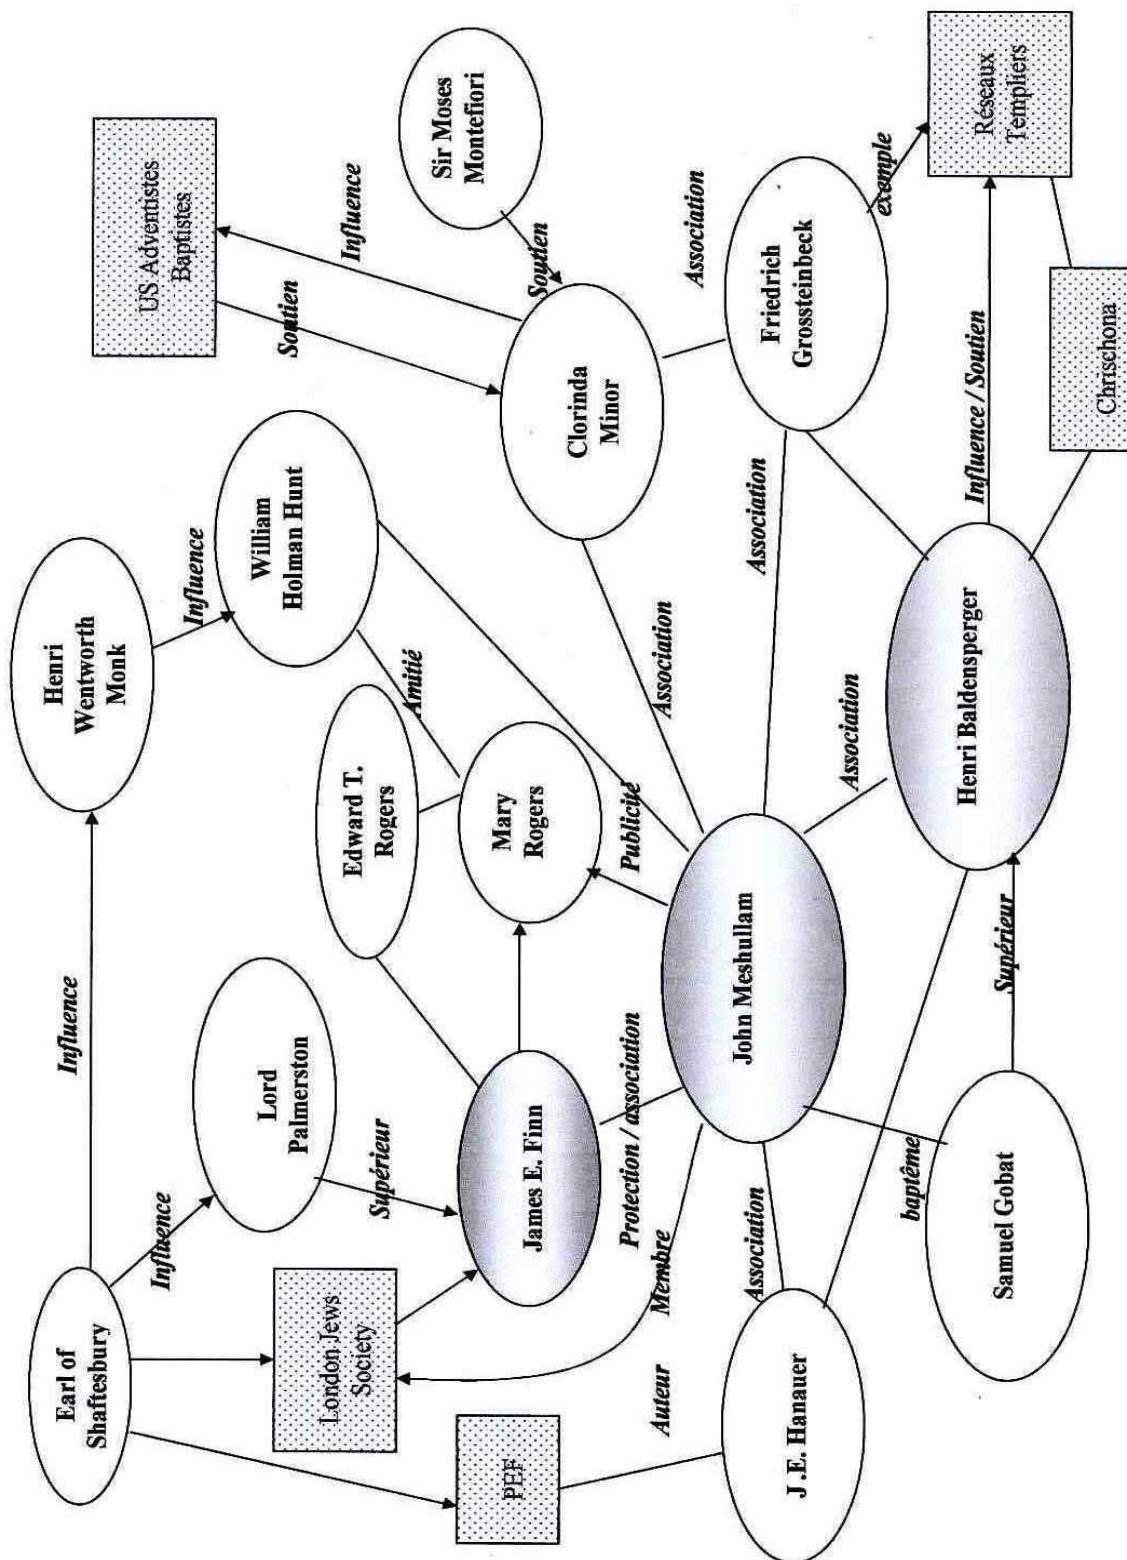 Earl of
Shaftesbury
Influence
Henri
Wentworth
Monk
Influence
Lord
Palmerston
Influence
William
Holman Hunt
US Adventistes
Baptistes
London Jews
Society
Supérieur
Edward T.
Rogers
Amitié
Soutien
Influence
Sir Moses
Montefiori
PEF
James E. Finn
Mary
Rogers
Clorinda
Minor
Soutien
Auteur
Membre
Protection / association
Publicité
Association
Association
J .E. Hanauer
Association
John Meshullam
Association
Friedrich
Grossteinbeck
baptême
Association
exemple
Samuel Gobat
Supérieur
Henri Baldensperger
Influence / Soutien
Réseaux
Templiers
Chrischona